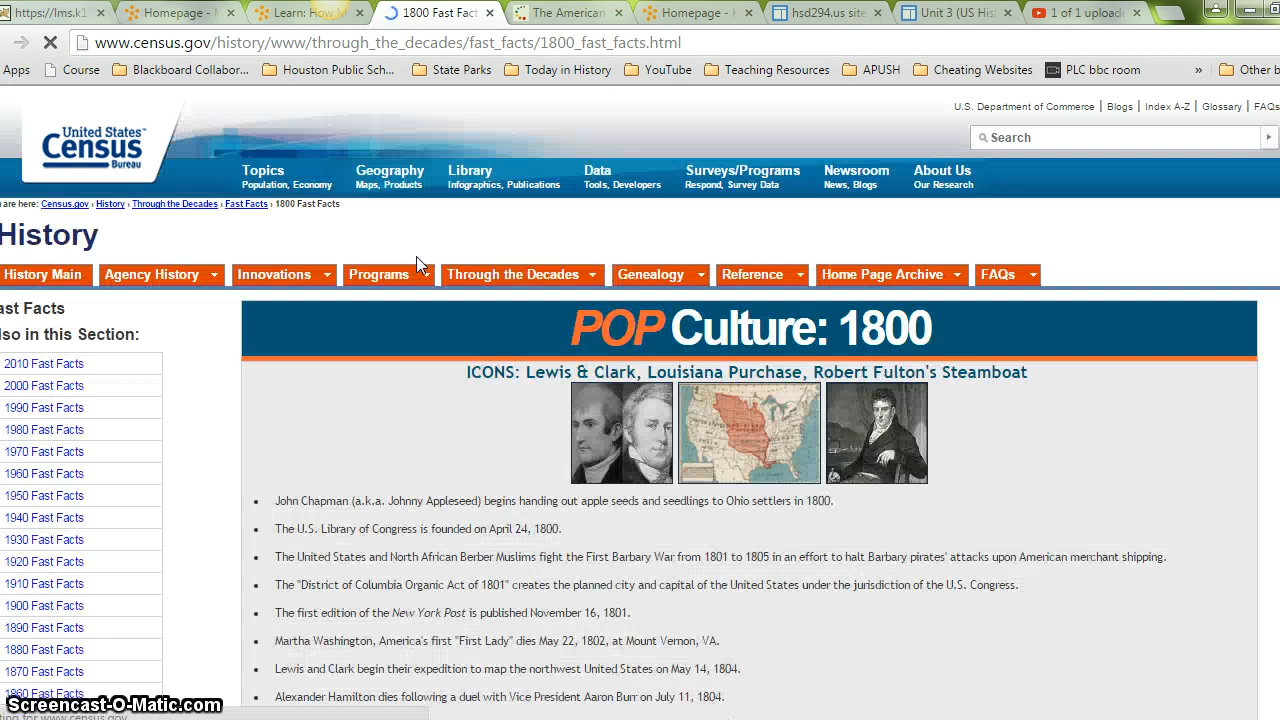 https://lms.k1
Homepage - M
Learn: How M
1800 Fast Fact
The American
Homepage - H
hsd294.us site
Unit 3 (US His
1 of 1 uploade
www.census.gov/history/www/through_the_decades/fast_facts/1800_fast_facts.html
Apps
Course
Blackboard Collabor...
Houston Public Sch...
State Parks
Today in History
YouTube
Teaching Resources
APUSH
Cheating Websites
PLC bbc room
»
Other b
U.S. Department of Commerce | Blogs | Index A-Z | Glossary | FAQs
United States™
Census
Bureau
Search
Topics
Population, Economy
Geography
Maps, Products
Library
Infographics, Publications
Data
Tools, Developers
Surveys/Programs
Respond, Survey Data
Newsroom
News, Blogs
About Us
Our Research
u are here: Census.gov › History › Through the Decades › Fast Facts › 1800 Fast Facts
History
History Main
Agency History
Innovations
Programs
Through the Decades
Genealogy
Reference
Home Page Archive
FAQs
ast Facts
lso in this Section:
2010 Fast Facts
2000 Fast Facts
1990 Fast Facts
1980 Fast Facts
1970 Fast Facts
1960 Fast Facts
1950 Fast Facts
1940 Fast Facts
1930 Fast Facts
1920 Fast Facts
1910 Fast Facts
1900 Fast Facts
1890 Fast Facts
1880 Fast Facts
1870 Fast Facts
1860 Fast Facts
POP Culture: 1800
ICONS: Lewis & Clark, Louisiana Purchase, Robert Fulton's Steamboat
• John Chapman (a.k.a. Johnny Appleseed) begins handing out apple seeds and seedlings to Ohio settlers in 1800.
• The U.S. Library of Congress is founded on April 24, 1800.
• The United States and North African Berber Muslims fight the First Barbary War from 1801 to 1805 in an effort to halt Barbary pirates' attacks upon American merchant shipping.
• The "District of Columbia Organic Act of 1801" creates the planned city and capital of the United States under the jurisdiction of the U.S. Congress.
• The first edition of the New York Post is published November 16, 1801.
• Martha Washington, America's first "First Lady" dies May 22, 1802, at Mount Vernon, VA.
• Lewis and Clark begin their expedition to map the northwest United States on May 14, 1804.
• Alexander Hamilton dies following a duel with Vice President Aaron Burr on July 11, 1804.
Screencast-O-Matic.com
ting for www.census.gov